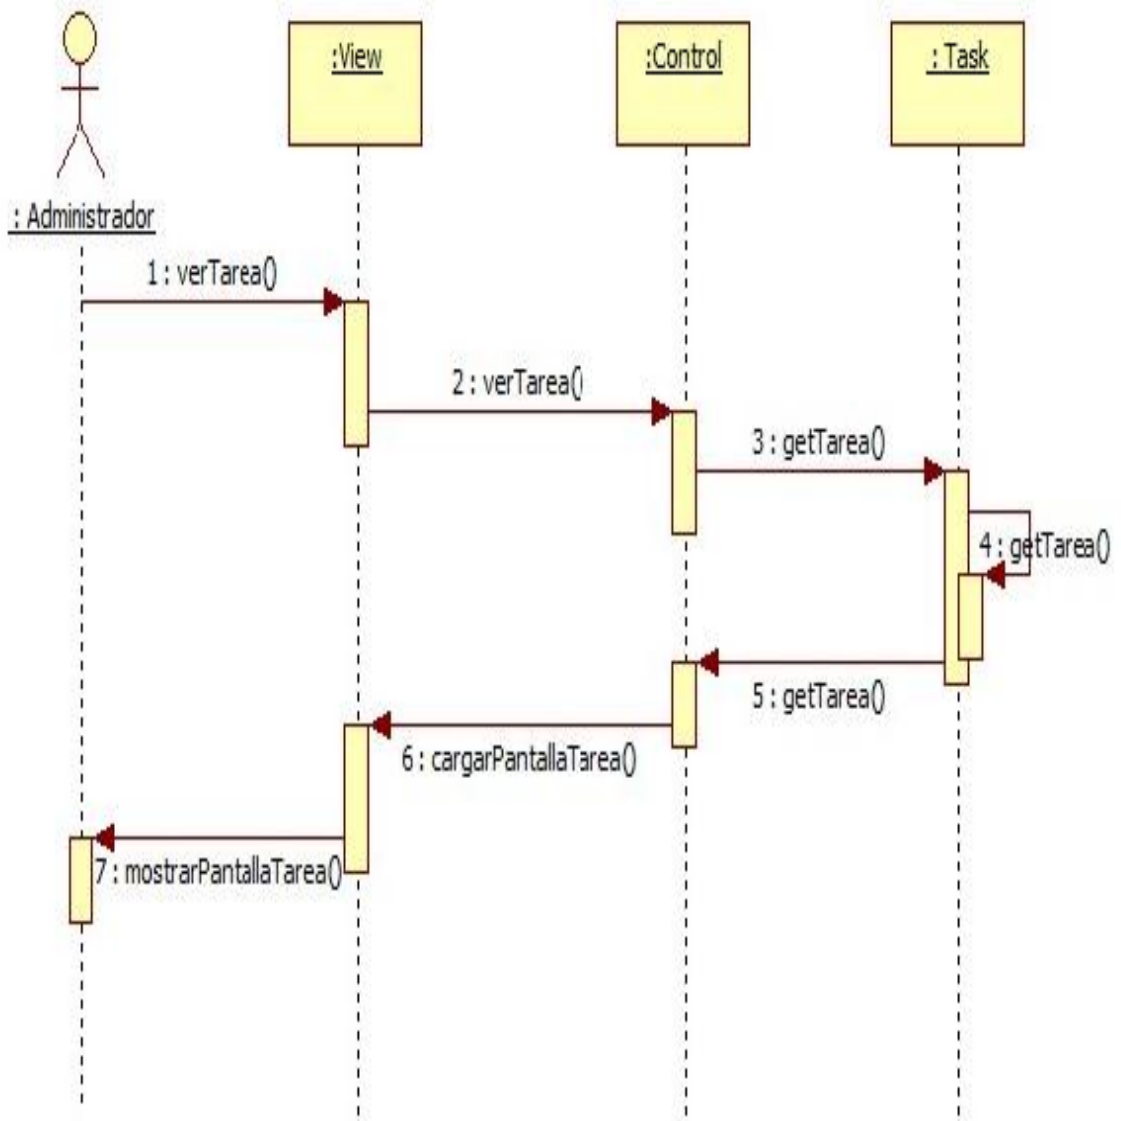 :View
:Control
: Task
: Administrador
1 : verTarea()
2 : verTarea()
3 : getTarea()
4 : getTarea()
5 : getTarea()
6 : cargarPantallaTarea()
7 : mostrarPantallaTarea()